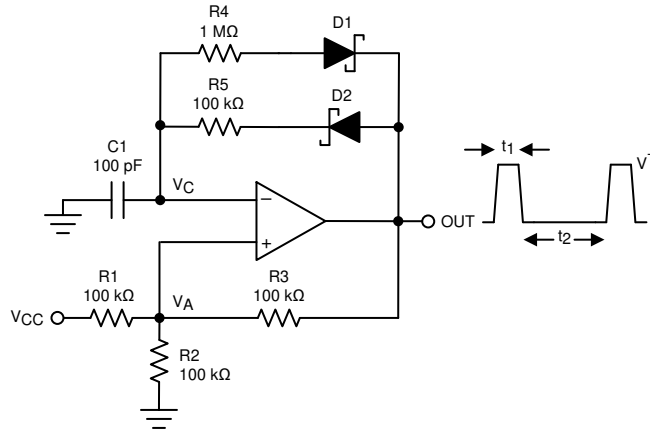 R4
1 MΩ
D1
R5
100 kΩ
D2
C1
100 pF
VC
−
+
OUT
t1
V+
t2
R1
100 kΩ
VCC
VA
R3
100 kΩ
R2
100 kΩ